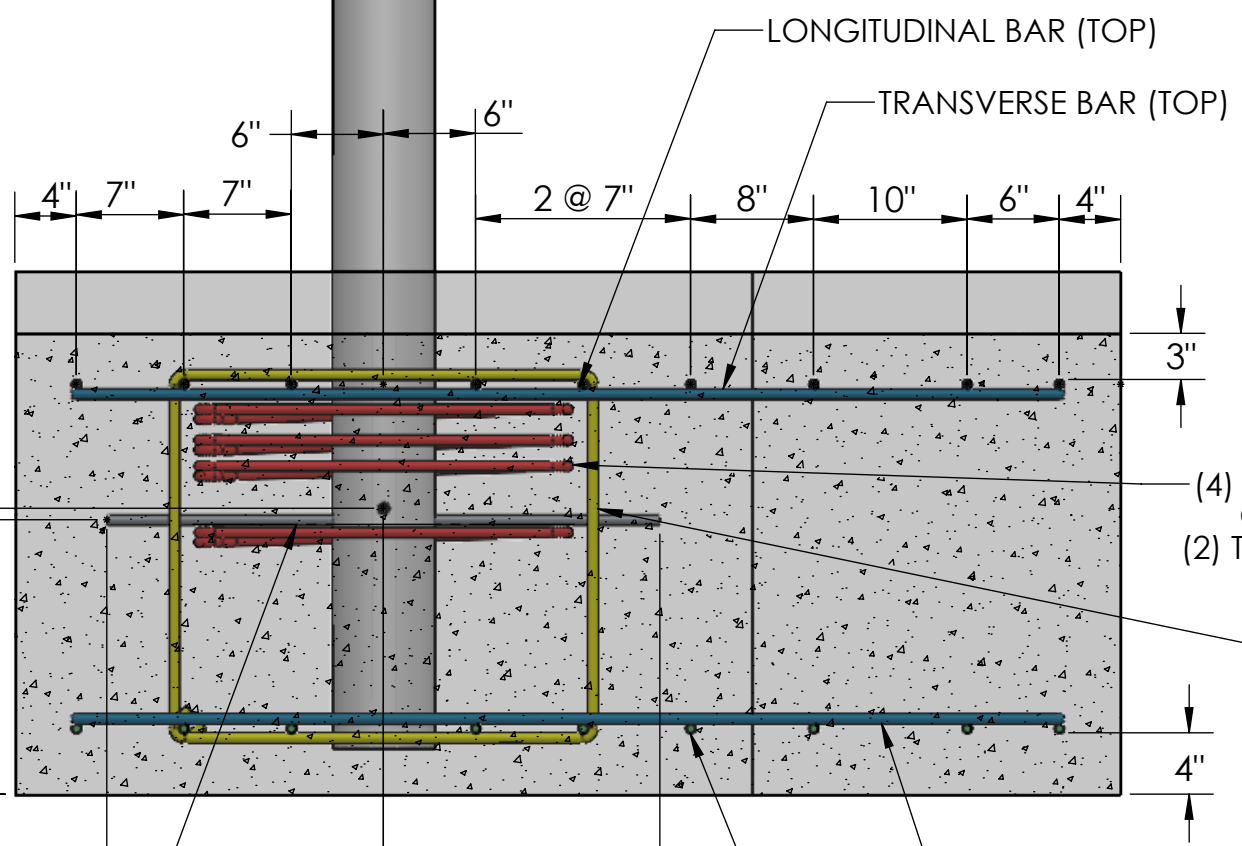 LONGITUDINAL BAR (TOP)
TRANSVERSE BAR (TOP)
6" 6"
4" 7" 7" 2 @ 7" 8" 10" 6" 4"
3"
(4)
(2) T
4"